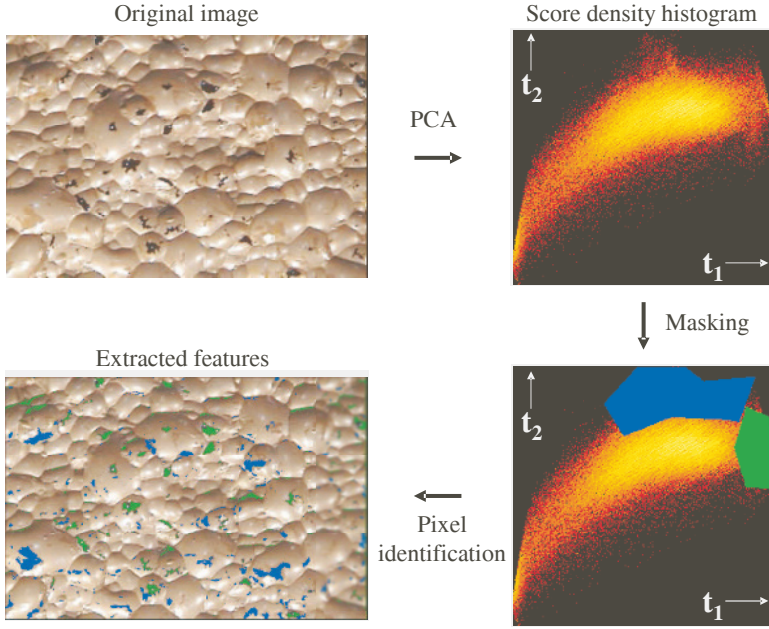 Original image
Score density histogram
t2
PCA
t1
Masking
Extracted features
t2
Pixel
identification
t1